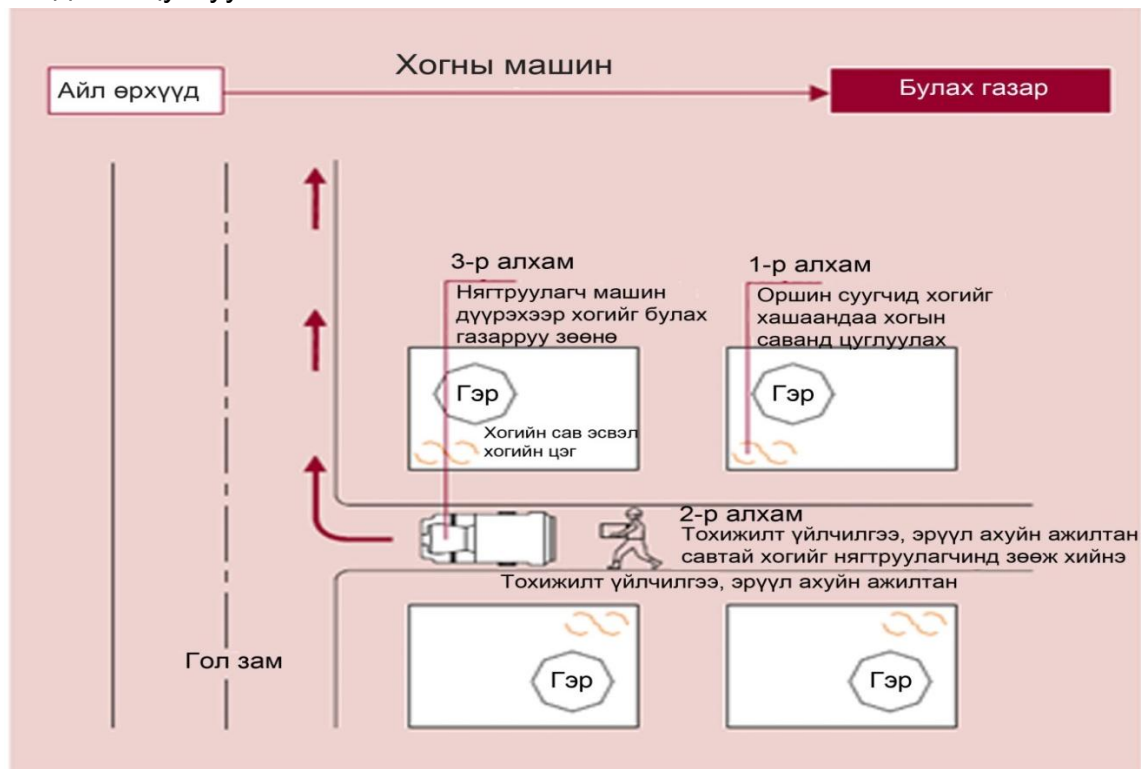 Хогны машин
Айл өрхүүд
Булах газар
3-р алхам
Нягтруулагч машин
дүүрэхээр хогийг булах
газарруу зөөнө
1-р алхам
Оршин суугчид хогийг
хашаандаа хогын
саванд цуглуулах
Гэр
Хогийн сав эсвэл
хогийн цэг
Гэр
2-р алхам
Тохижилт үйлчилгээ, эрүүл ахуйн ажилтан
савтай хогийг нягтруулагчинд зөөж хийнэ
Тохижилт үйлчилгээ, эрүүл ахуйн ажилтан
Гол зам
Гэр
Гэр